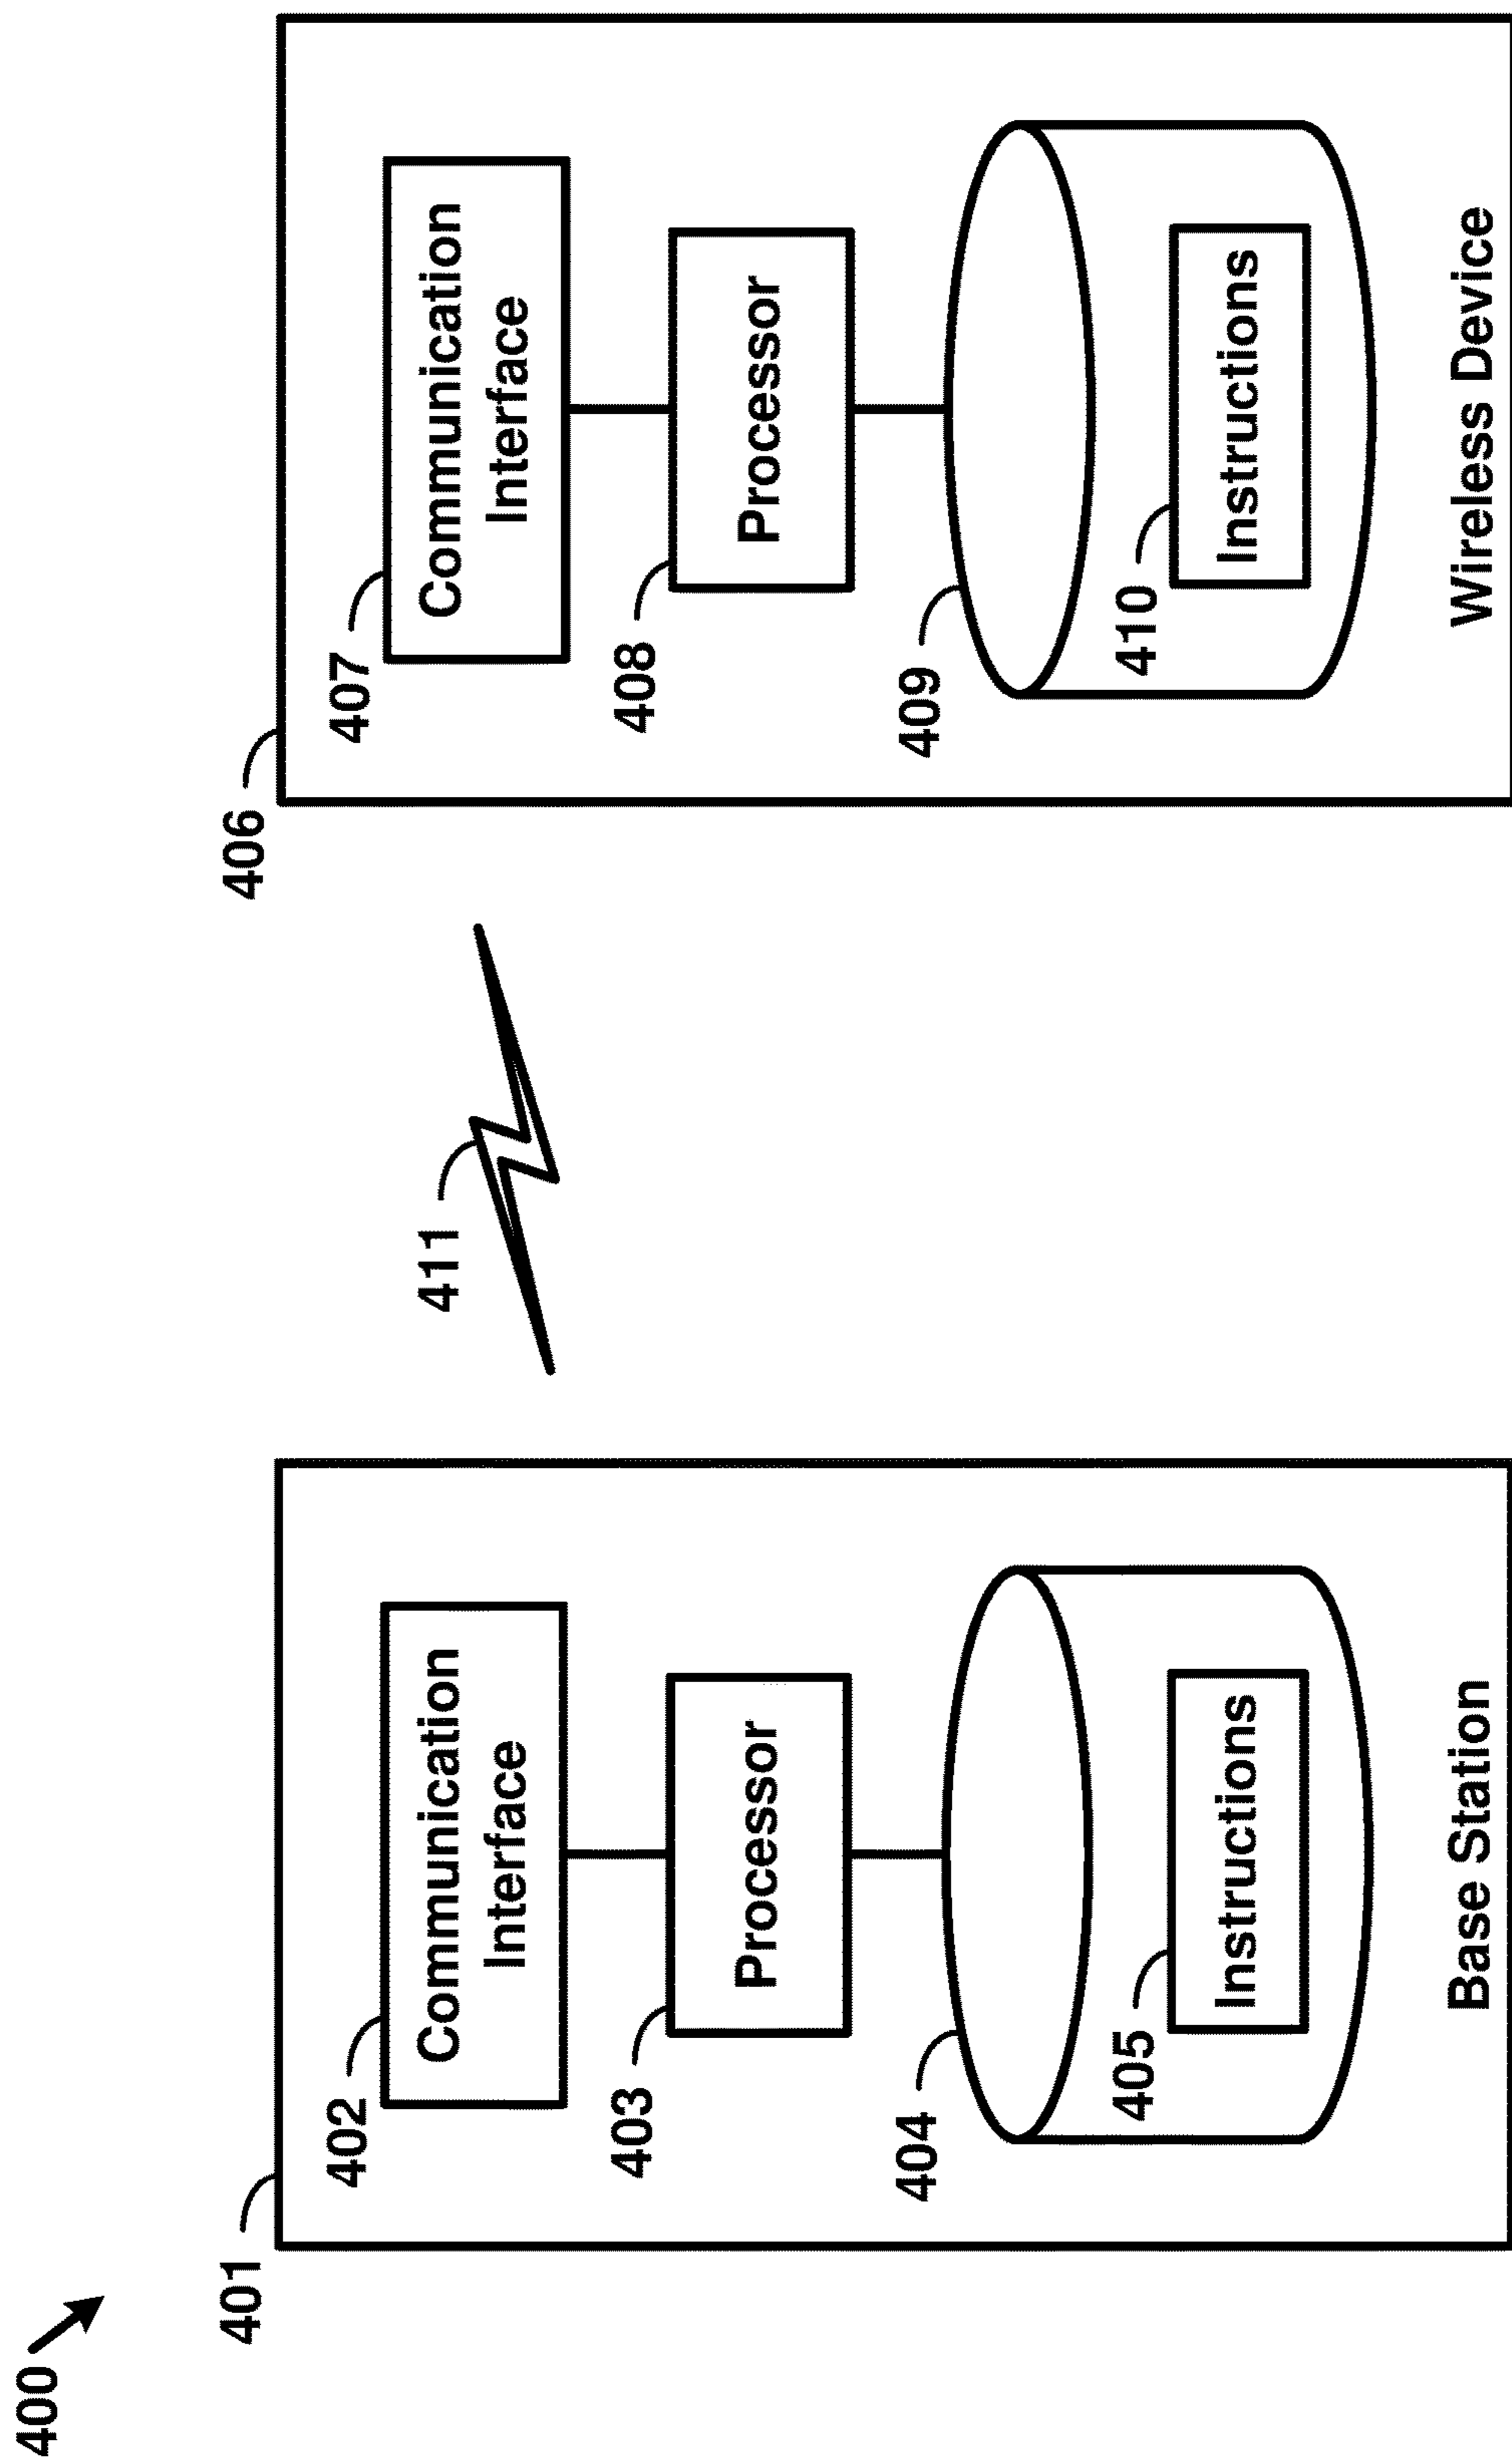 400
401
402
Communication
Interface
403
Processor
404
405
Instructions
Base Station
411
406
407
Communication
Interface
408
Processor
409
410
Instructions
Wireless Device